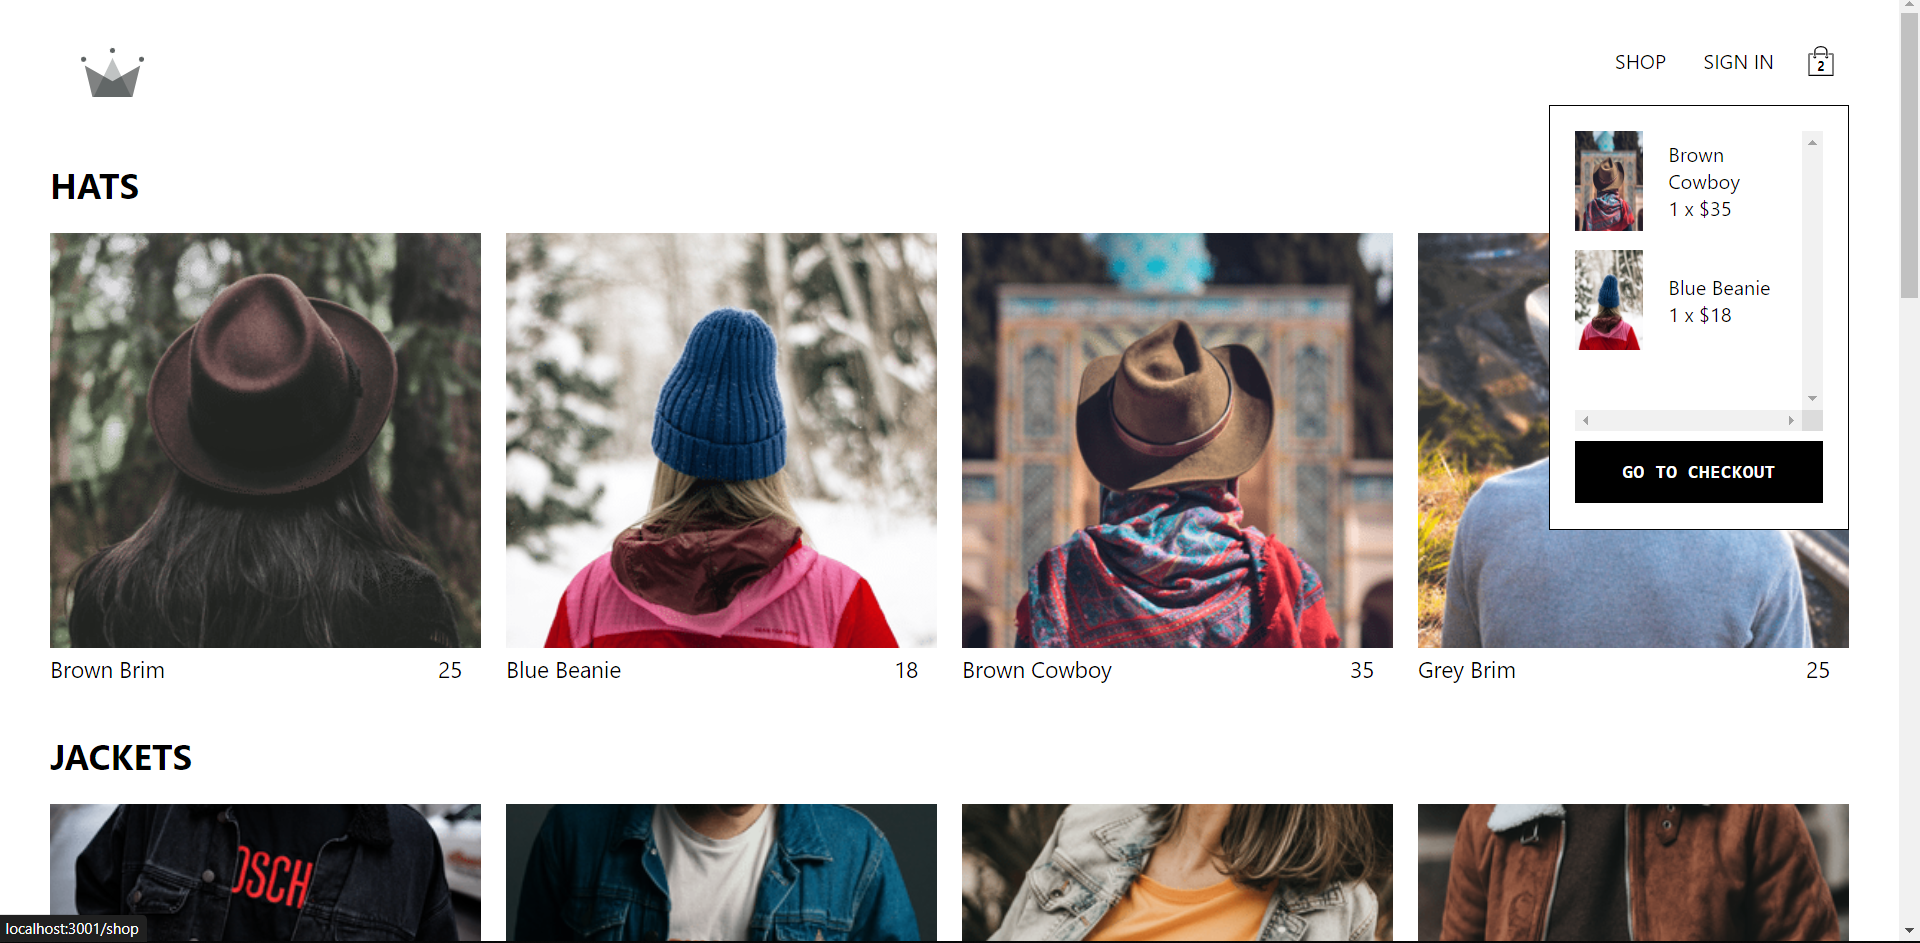 SHOP
SIGN IN
2
Brown
Cowboy
1 x $35
Blue Beanie
1 x $18
GO TO CHECKOUT
HATS
Brown Brim
25
Blue Beanie
18
Brown Cowboy
35
Grey Brim
25
JACKETS
OSCH
localhost:3001/shop